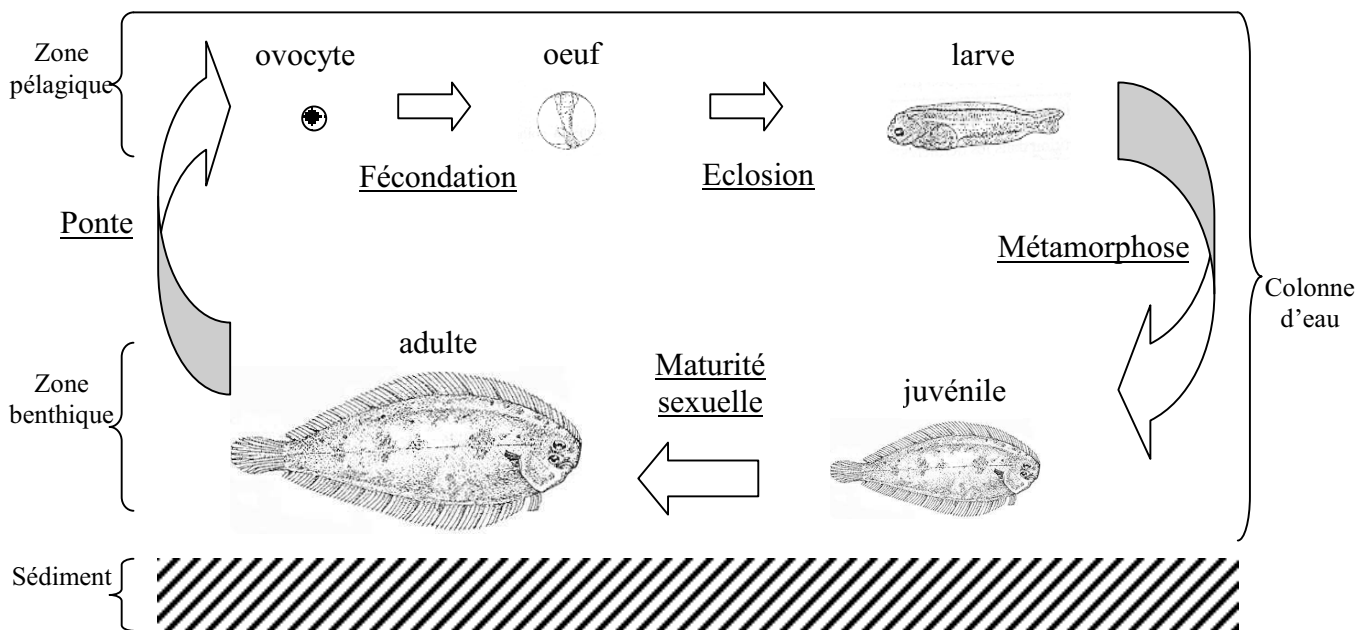 Zone
pélagique
ovocyte
oeuf
larve
Fécondation
Eclosion
Ponte
Métamorphose
Colonne
d'eau
Zone
benthique
adulte
Maturité
sexuelle
juvénile
Sédiment